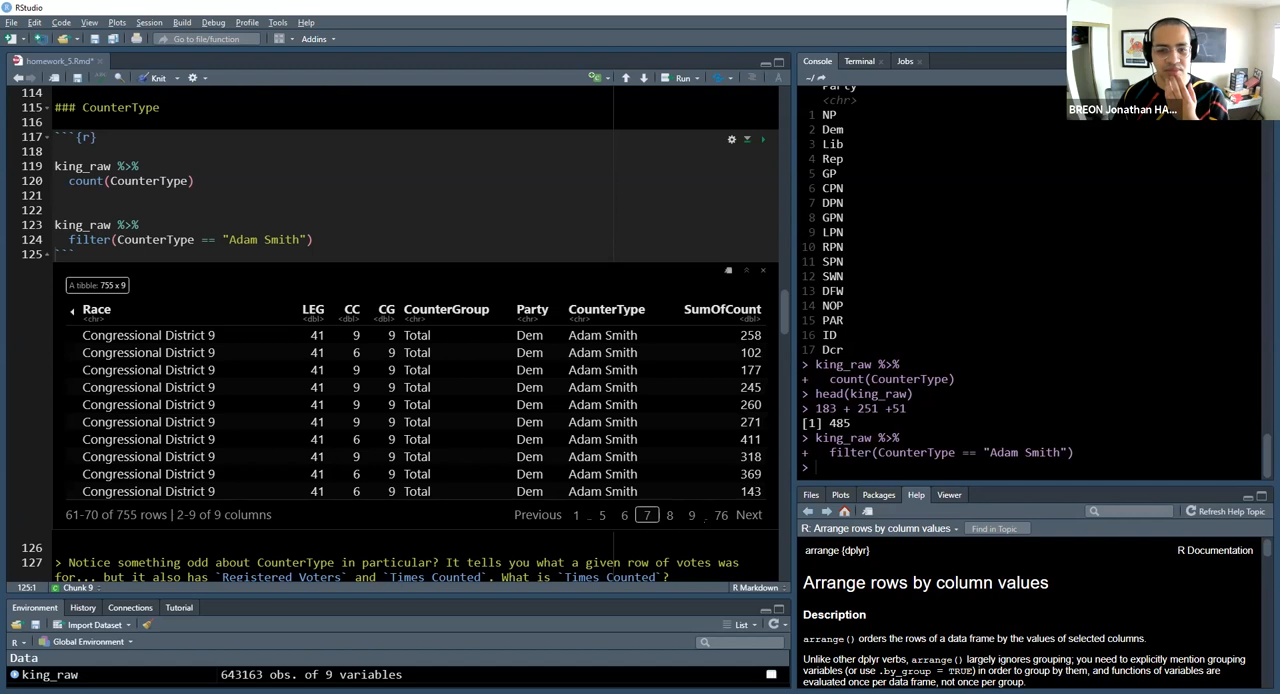 RStudio
File Edit Code View Plots Session Build Debug Profile Tools Help
Go to file/function Addins
homework_5.Rmd*
Knit Run
114
115 ### CounterType
116
117 ```{r}
118
119 king_raw %>%
120 count(CounterType)
121
122
123 king_raw %>%
124 filter(CounterType == "Adam Smith")
125 ```
A tibble: 755 x 9
Race LEG CC CG CounterGroup Party CounterType SumOfCount
<chr> <dbl> <dbl> <dbl> <chr> <chr> <chr> <dbl>
Congressional District 9 41 9 9 Total Dem Adam Smith 258
Congressional District 9 41 6 9 Total Dem Adam Smith 102
Congressional District 9 41 9 9 Total Dem Adam Smith 177
Congressional District 9 41 9 9 Total Dem Adam Smith 245
Congressional District 9 41 9 9 Total Dem Adam Smith 260
Congressional District 9 41 9 9 Total Dem Adam Smith 271
Congressional District 9 41 6 9 Total Dem Adam Smith 411
Congressional District 9 41 9 9 Total Dem Adam Smith 318
Congressional District 9 41 6 9 Total Dem Adam Smith 369
Congressional District 9 41 6 9 Total Dem Adam Smith 143
61-70 of 755 rows | 2-9 of 9 columns Previous 1 .. 5 6 7 8 9 .. 76 Next
126
127 > Notice something odd about CounterType in particular? It tells you what a given row of votes was
for... but it also has `Registered Voters` and `Times Counted`. What is `Times Counted`?
125:1 Chunk 9 R Markdown
Environment History Connections Tutorial
Import Dataset List
R Global Environment
Data
king_raw 643163 obs. of 9 variables
Console Terminal Jobs
~/
Party
<chr>
1 NP
2 Dem
3 Lib
4 Rep
5 GP
6 CPN
7 DPN
8 GPN
9 LPN
10 RPN
11 SPN
12 SWN
13 DFW
14 NOP
15 PAR
16 ID
17 Dcr
> king_raw %>%
+ count(CounterType)
> head(king_raw)
> 183 + 251 +51
[1] 485
> king_raw %>%
+ filter(CounterType == "Adam Smith")
>
BREON Jonathan HA...
Files Plots Packages Help Viewer
Refresh Help Topic
R: Arrange rows by column values Find in Topic
arrange {dplyr} R Documentation
Arrange rows by column values
Description
arrange() orders the rows of a data frame by the values of selected columns.
Unlike other dplyr verbs, arrange() largely ignores grouping; you need to explicitly mention grouping
variables (or use .by_group = TRUE) in order to group by them, and functions of variables are
evaluated once per data frame, not once per group.